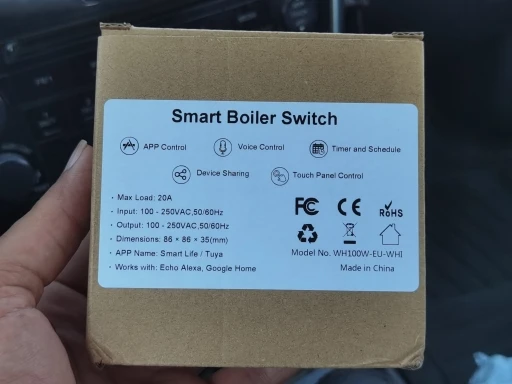 Smart Boiler Switch
APP Control
Voice Control
Timer and Schedule
Device Sharing
Touch Panel Control
· Max Load: 20A
· Input: 100 - 250VAC,50/60Hz
· Output: 100 - 250VAC,50/60Hz
· Dimensions: 86 × 86 × 35(mm)
· APP Name: Smart Life / Tuya
· Works with: Echo Alexa, Google Home
FC CE RoHS
Model No. WH100W-EU-WHI
Made in China